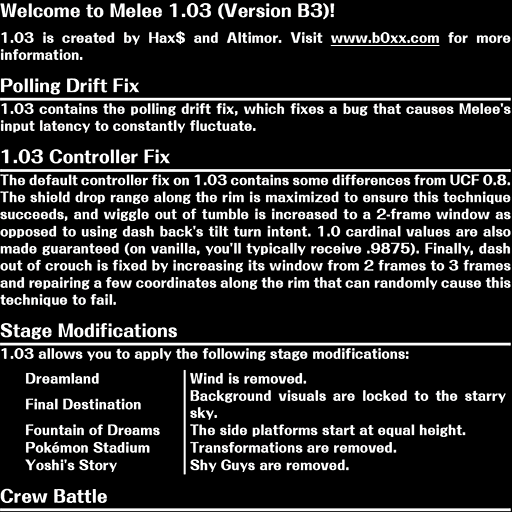 Welcome to Melee 1.03 (Version B3)!
1.03 is created by Hax$ and Altimor. Visit www.b0xx.com for more
information.
Polling Drift Fix
1.03 contains the polling drift fix, which fixes a bug that causes Melee's
input latency to constantly fluctuate.
1.03 Controller Fix
The default controller fix on 1.03 contains some differences from UCF 0.8.
The shield drop range along the rim is maximized to ensure this technique
succeeds, and wiggle out of tumble is increased to a 2-frame window as
opposed to using dash back's tilt turn intent. 1.0 cardinal values are also
made guaranteed (on vanilla, you'll typically receive .9875). Finally, dash
out of crouch is fixed by increasing its window from 2 frames to 3 frames
and repairing a few coordinates along the rim that can randomly cause this
technique to fail.
Stage Modifications
1.03 allows you to apply the following stage modifications:
Dreamland Wind is removed.
Final Destination Background visuals are locked to the starry
sky.
Fountain of Dreams The side platforms start at equal height.
Pokémon Stadium Transformations are removed.
Yoshi's Story Shy Guys are removed.
Crew Battle